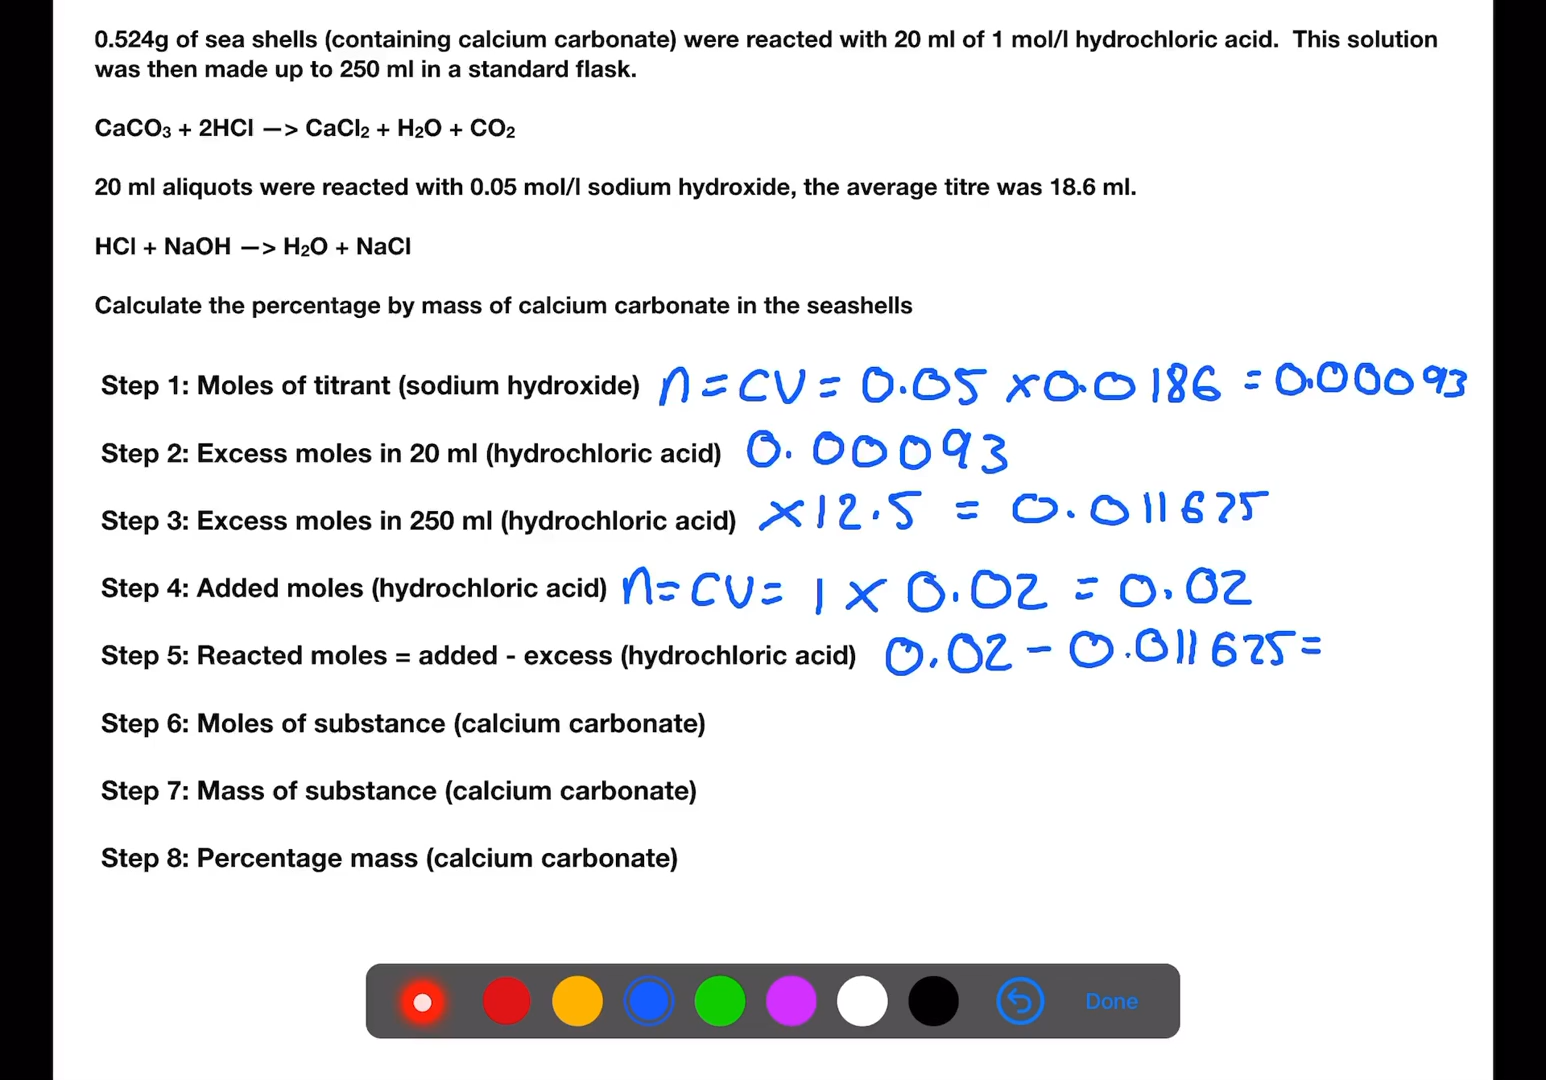 0.524g of sea shells (containing calcium carbonate) were reacted with 20 ml of 1 mol/l hydrochloric acid.  This solution
was then made up to 250 ml in a standard flask.
CaCO₃ + 2HCl —> CaCl₂ + H₂O + CO₂
20 ml aliquots were reacted with 0.05 mol/l sodium hydroxide, the average titre was 18.6 ml.
HCl + NaOH —> H₂O + NaCl
Calculate the percentage by mass of calcium carbonate in the seashells
Step 1: Moles of titrant (sodium hydroxide) n = CV = 0.05 × 0.0186 = 0.00093
Step 2: Excess moles in 20 ml (hydrochloric acid) 0.00093
Step 3: Excess moles in 250 ml (hydrochloric acid) ×12.5 = 0.011625
Step 4: Added moles (hydrochloric acid) n = CV = 1 × 0.02 = 0.02
Step 5: Reacted moles = added - excess (hydrochloric acid) 0.02 - 0.011625 =
Step 6: Moles of substance (calcium carbonate)
Step 7: Mass of substance (calcium carbonate)
Step 8: Percentage mass (calcium carbonate)
Done